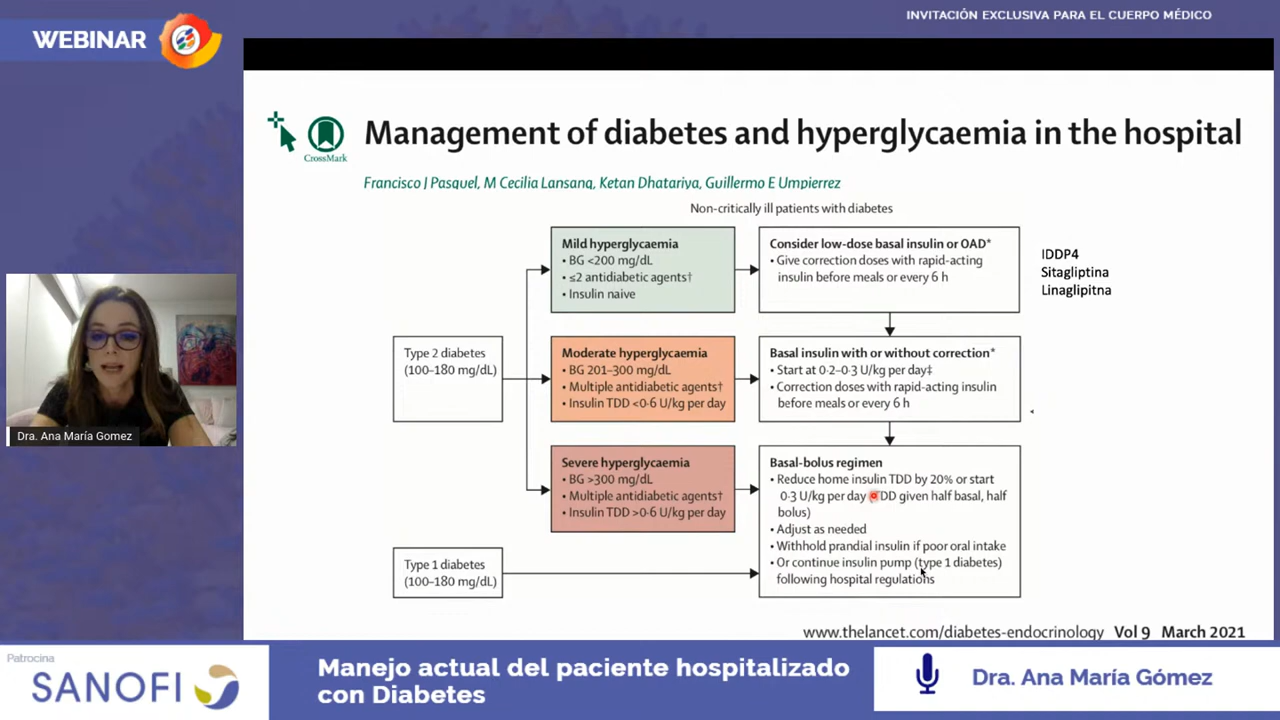 INVITACIÓN EXCLUSIVA PARA EL CUERPO MÉDICO
WEBINAR
CrossMark
Management of diabetes and hyperglycaemia in the hospital
Francisco J Pasquel, M Cecilia Lansang, Ketan Dhatariya, Guillermo E Umpierrez
Non-critically ill patients with diabetes
Type 2 diabetes
(100–180 mg/dL)
Mild hyperglycaemia
• BG <200 mg/dL
• ≤2 antidiabetic agents†
• Insulin naive
Consider low-dose basal insulin or OAD*
• Give correction doses with rapid-acting
insulin before meals or every 6 h
IDDP4
Sitagliptina
Linaglipitna
Moderate hyperglycaemia
• BG 201–300 mg/dL
• Multiple antidiabetic agents†
• Insulin TDD <0·6 U/kg per day
Basal insulin with or without correction*
• Start at 0·2–0·3 U/kg per day‡
• Correction doses with rapid-acting insulin
before meals or every 6 h
Severe hyperglycaemia
• BG >300 mg/dL
• Multiple antidiabetic agents†
• Insulin TDD >0·6 U/kg per day
Basal-bolus regimen
• Reduce home insulin TDD by 20% or start
0·3 U/kg per day DD given half basal, half
bolus)
• Adjust as needed
• Withhold prandial insulin if poor oral intake
• Or continue insulin pump (type 1 diabetes)
following hospital regulations
Type 1 diabetes
(100–180 mg/dL)
www.thelancet.com/diabetes-endocrinology Vol 9 March 2021
Dra. Ana María Gomez
Patrocina
SANOFI
Manejo actual del paciente hospitalizado
con Diabetes
Dra. Ana María Gómez